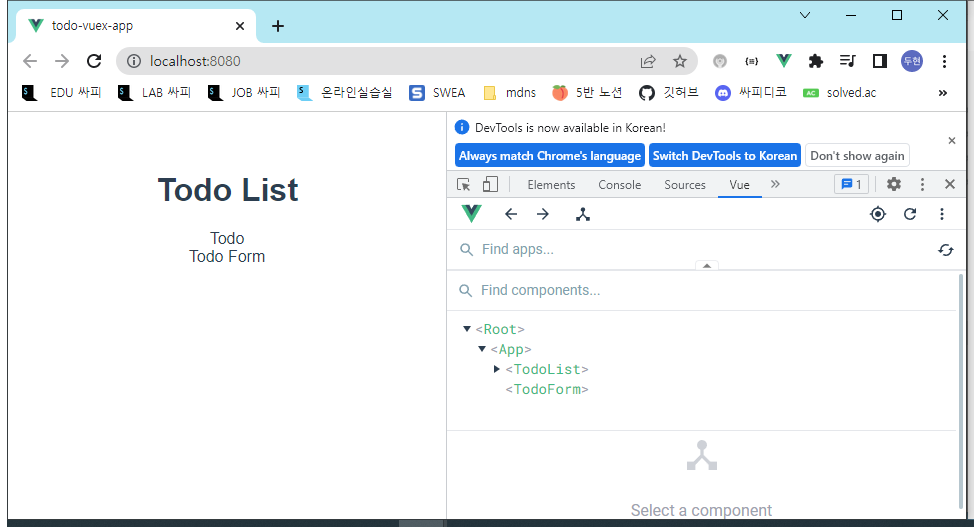 todo-vuex-app
localhost:8080
두현
EDU 싸피
LAB 싸피
JOB 싸피
온라인실습실
SWEA
mdns
5반 노션
깃허브
싸피디코
AC
solved.ac
Todo List
Todo
Todo Form
DevTools is now available in Korean!
Always match Chrome's language
Switch DevTools to Korean
Don't show again
Elements
Console
Sources
Vue
1
Find apps...
Find components...
<Root>
<App>
<TodoList>
<TodoForm>
Select a component